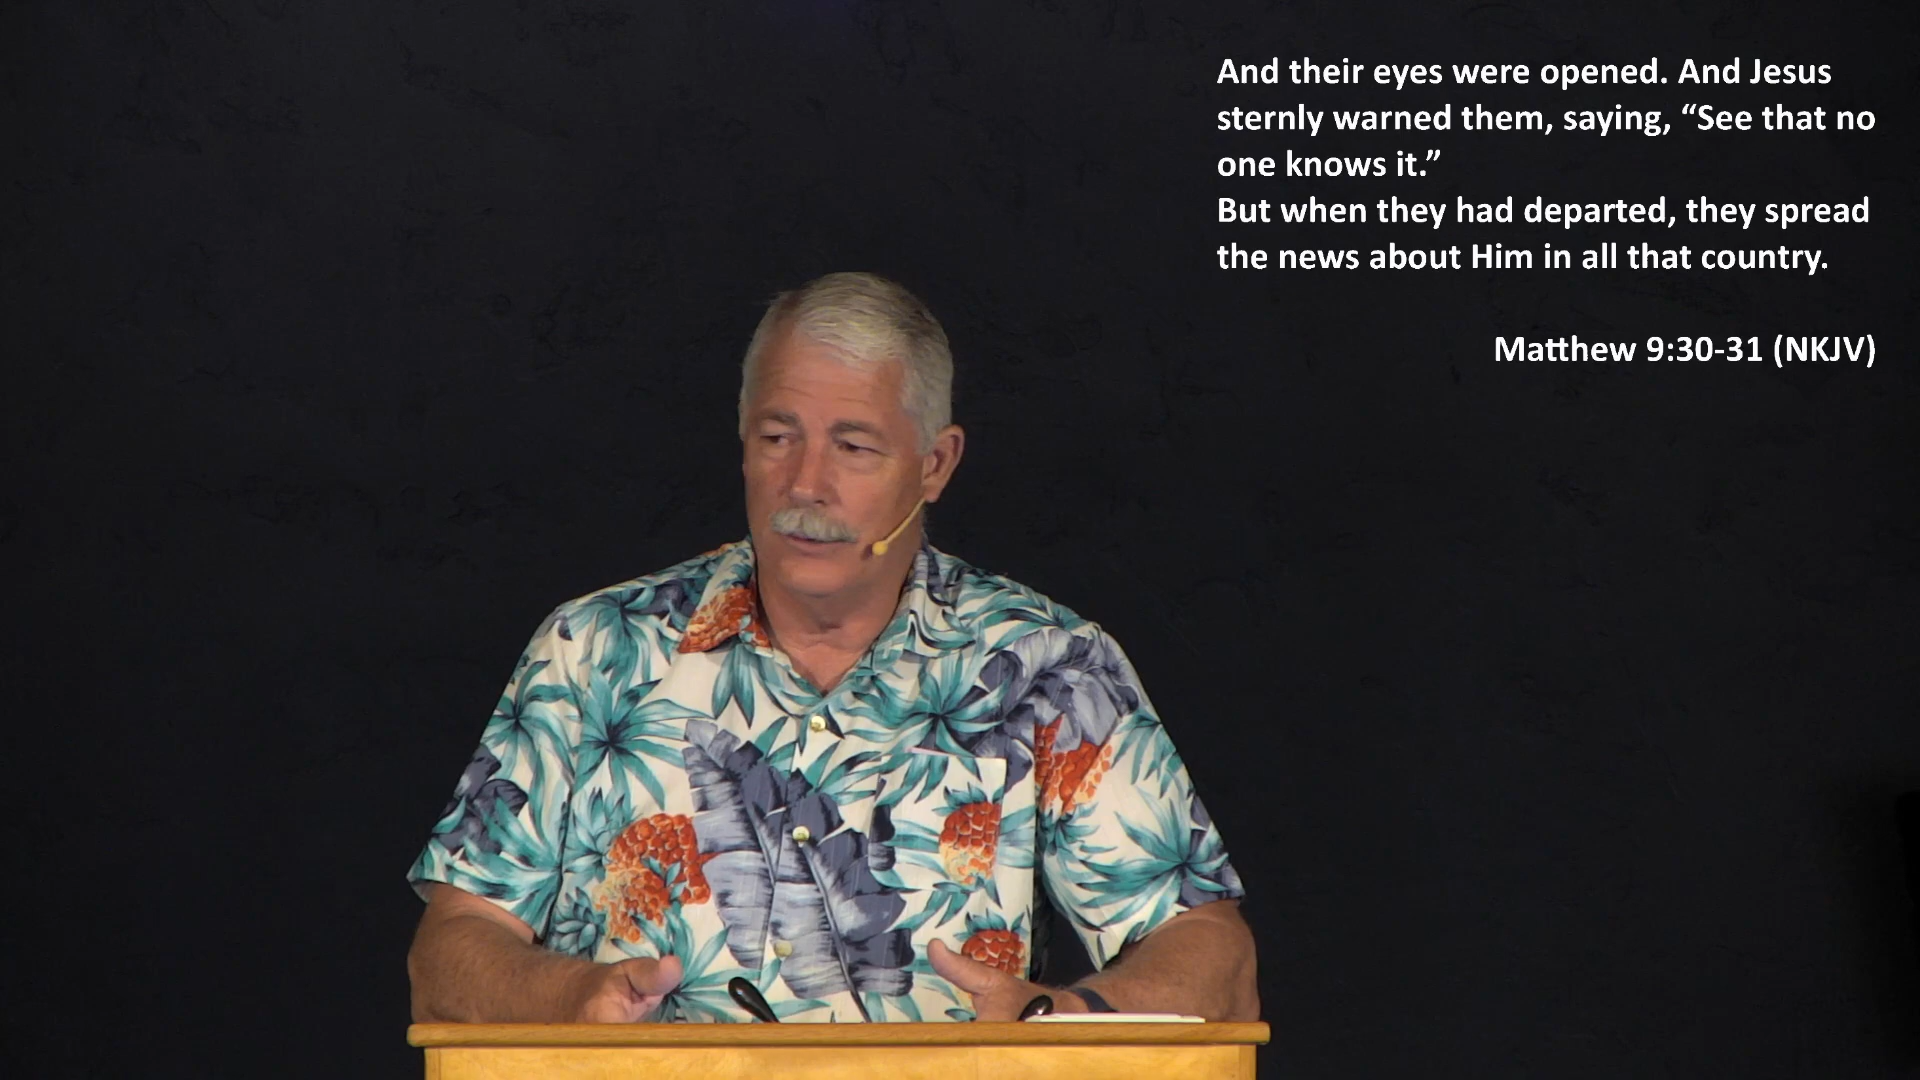 And their eyes were opened. And Jesus
sternly warned them, saying, “See that no
one knows it.”
But when they had departed, they spread
the news about Him in all that country.
Matthew 9:30-31 (NKJV)